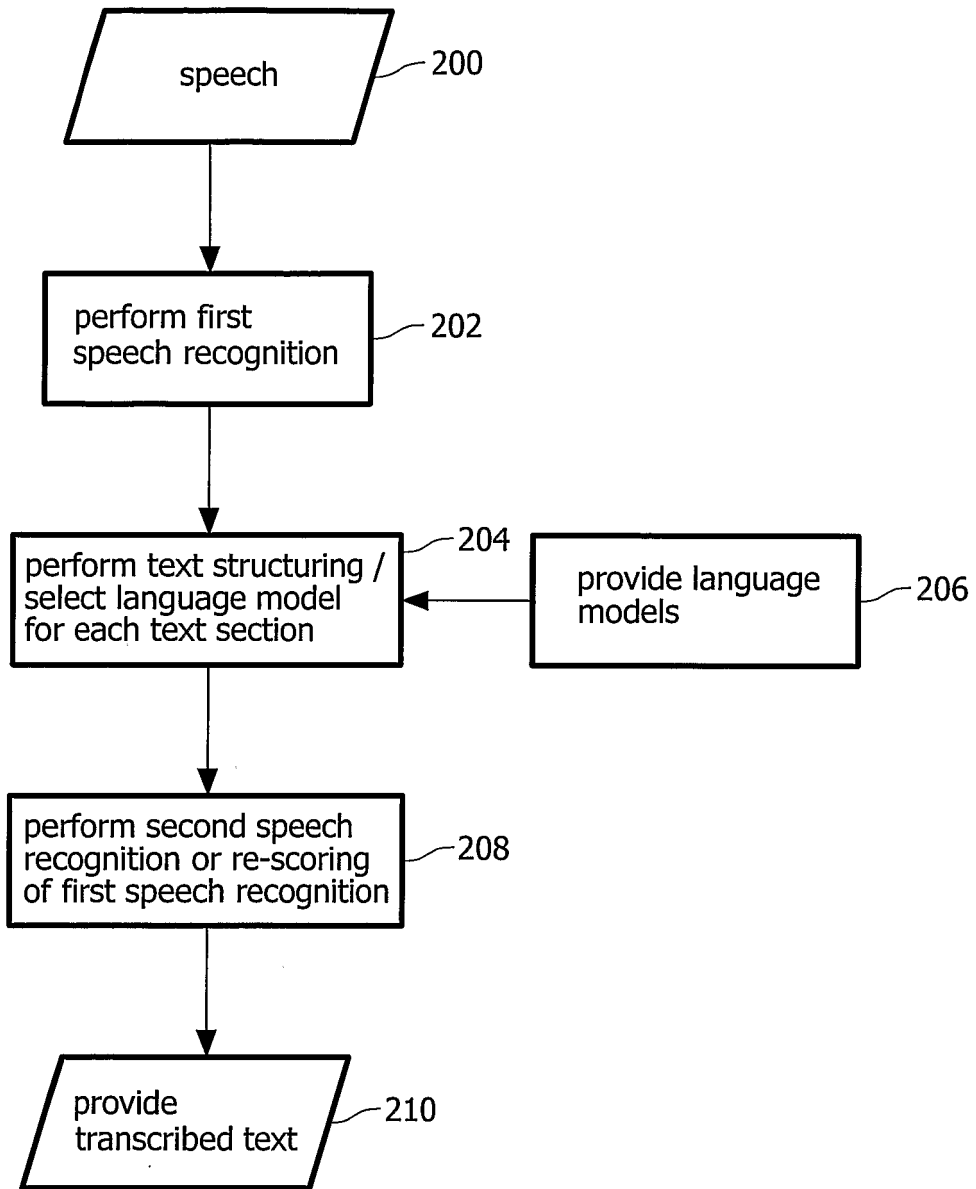 speech
200
perform first
speech recognition
202
perform text structuring /
select language model
for each text section
204
provide language
models
206
perform second speech
recognition or re-scoring
of first speech recognition
208
provide
transcribed text
210